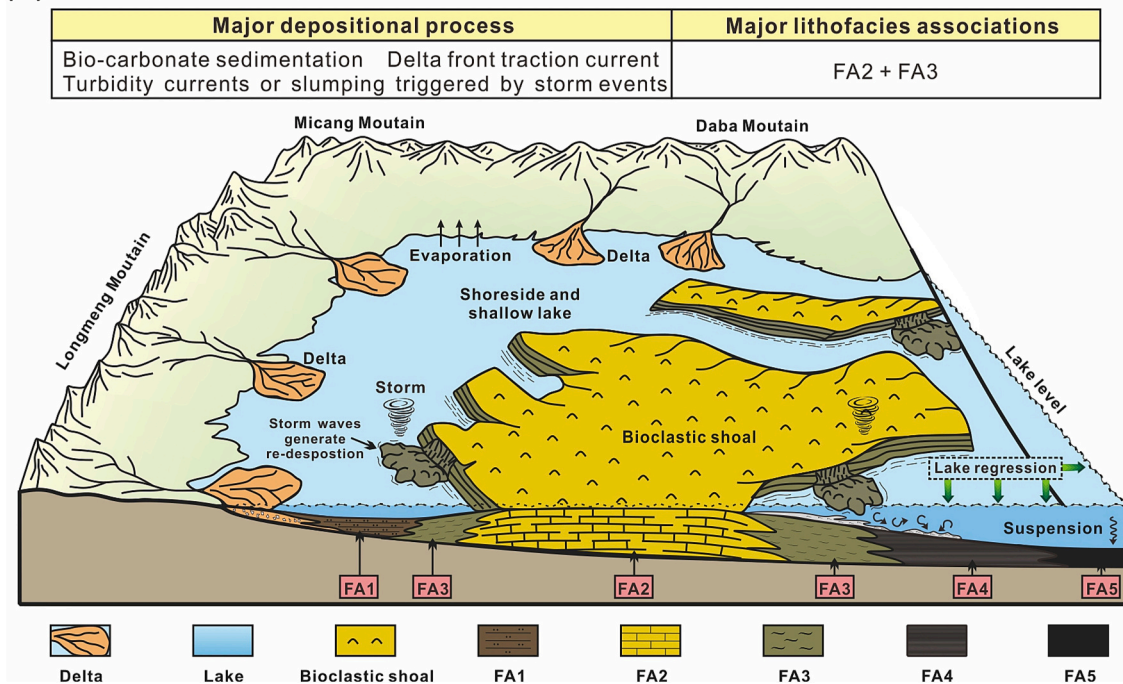 Major depositional process
Major lithofacies associations
Bio-carbonate sedimentation Delta front traction current
Turbidity currents or slumping triggered by storm events
FA2 + FA3
Micang Moutain
Daba Moutain
Longmeng Moutain
Evaporation
Delta
Shoreside and
shallow lake
Delta
Storm
Storm waves
generate
re-despostion
Bioclastic shoal
Lake level
Lake regression
Suspension
FA1
FA3
FA2
FA3
FA4
FA5
Delta
Lake
Bioclastic shoal
FA1
FA2
FA3
FA4
FA5